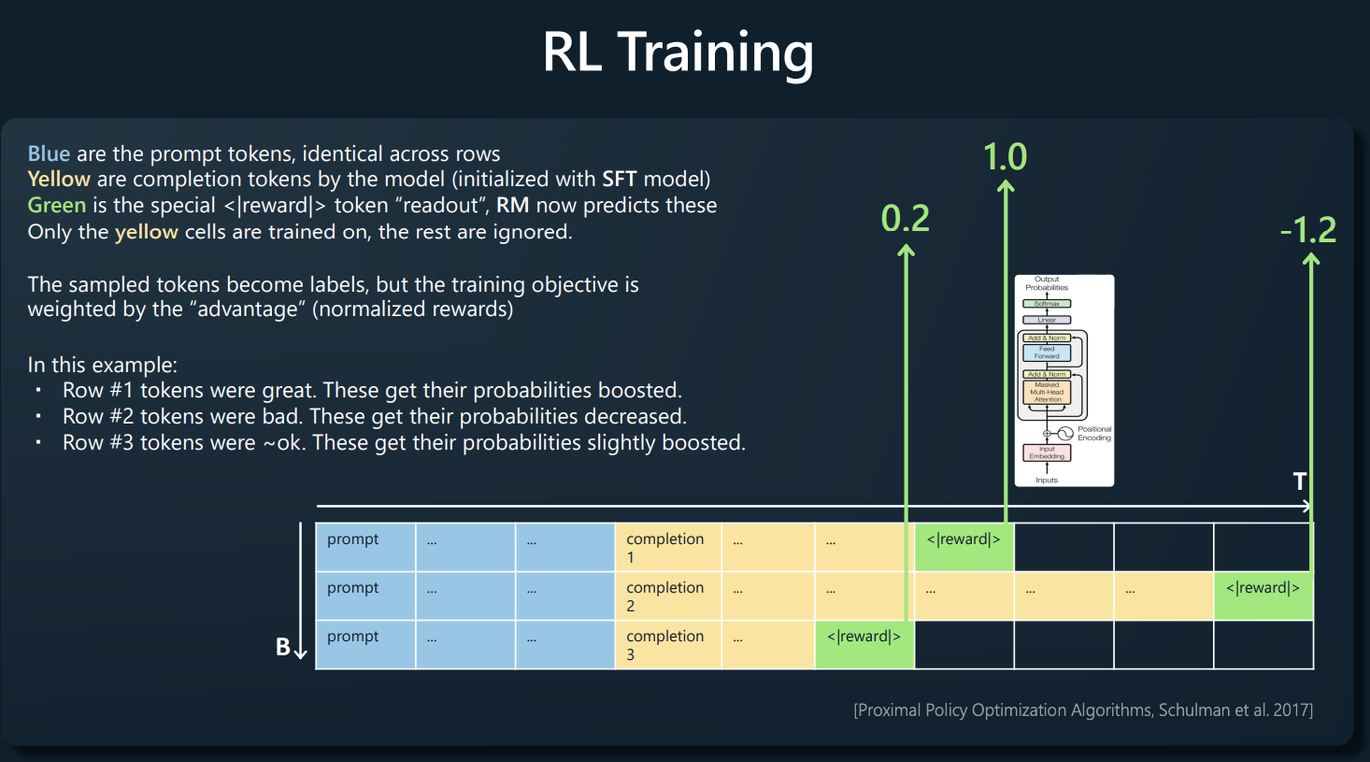 RL Training
Blue are the prompt tokens, identical across rows
Yellow are completion tokens by the model (initialized with SFT model)
Green is the special <|reward|> token “readout”, RM now predicts these
Only the yellow cells are trained on, the rest are ignored.
The sampled tokens become labels, but the training objective is
weighted by the “advantage” (normalized rewards)
In this example:
▪ Row #1 tokens were great. These get their probabilities boosted.
▪ Row #2 tokens were bad. These get their probabilities decreased.
▪ Row #3 tokens were ~ok. These get their probabilities slightly boosted.
0.2
1.0
-1.2
Output
Probabilities
Softmax
Linear
Add & Norm
Feed
Forward
Add & Norm
Masked
Multi-Head
Attention
Positional
Encoding
Input
Embedding
Inputs
T
B
prompt ... ... completion 1 ... ... <|reward|>
prompt ... ... completion 2 ... ... ... ... ... <|reward|>
prompt ... ... completion 3 ... <|reward|>
[Proximal Policy Optimization Algorithms, Schulman et al. 2017]